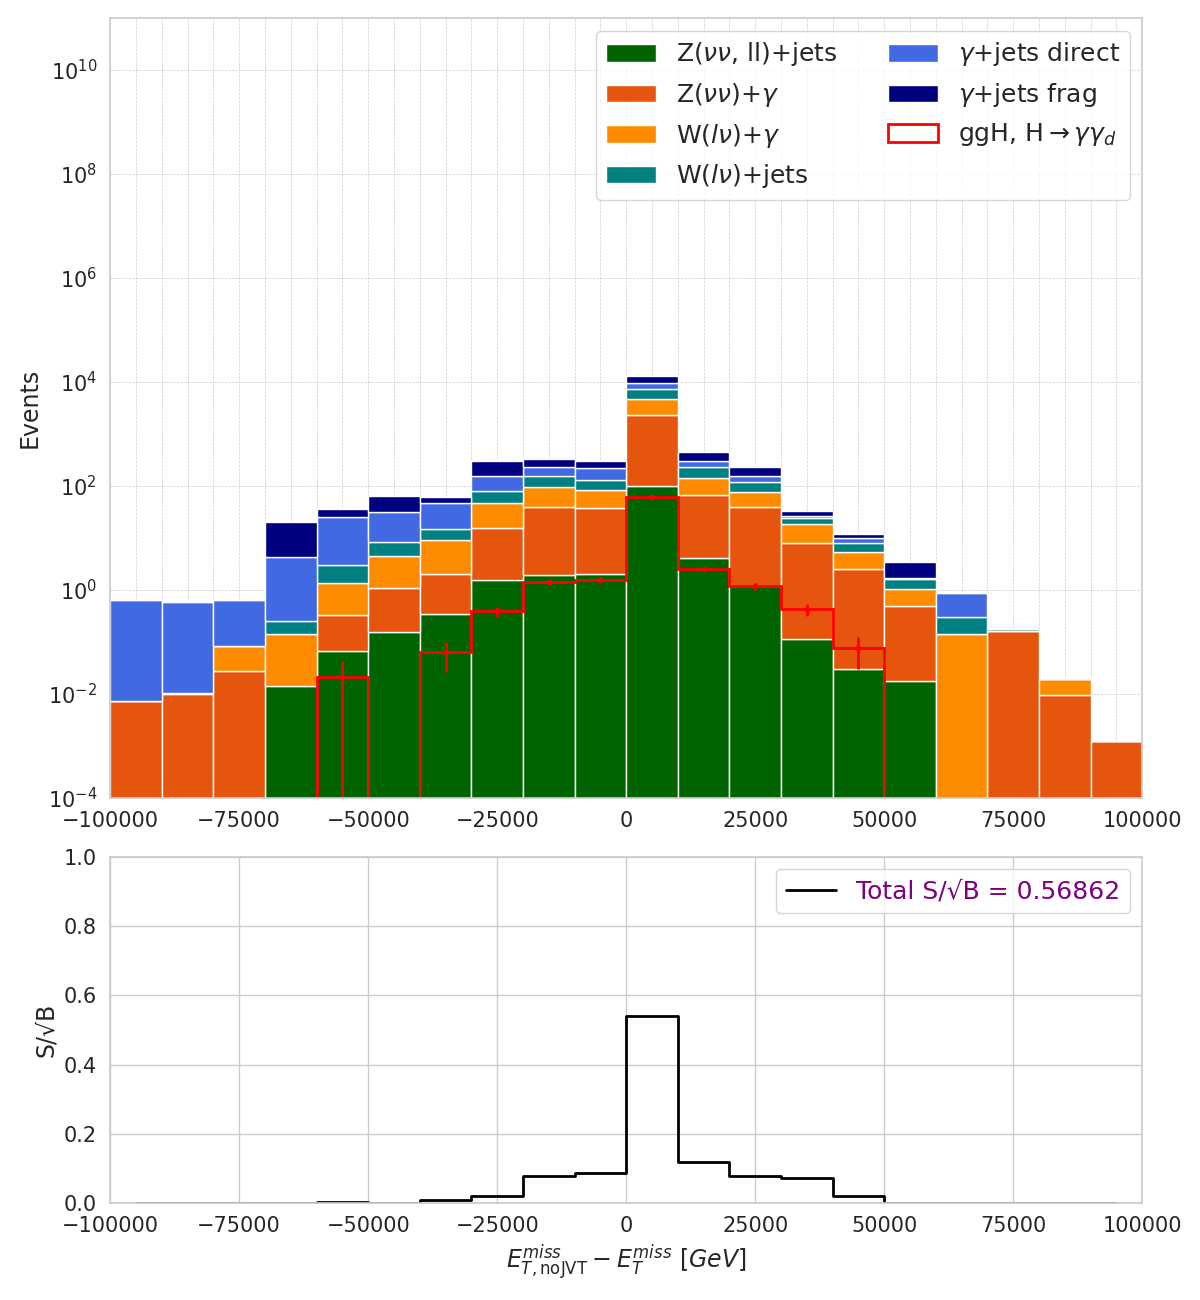 Z(νν, ll)+jets
Z(νν)+γ
W(lν)+γ
W(lν)+jets
γ+jets direct
γ+jets frag
ggH, H→γγ_d
Events
10^10
10^8
10^6
10^4
10^2
10^0
10^−2
10^−4
−100000 −75000 −50000 −25000 0 25000 50000 75000 100000
Total S/√B = 0.56862
S/√B
1.0
0.8
0.6
0.4
0.2
0.0
−100000 −75000 −50000 −25000 0 25000 50000 75000 100000
E_{T, noJVT}^{miss} − E_T^{miss} [GeV]